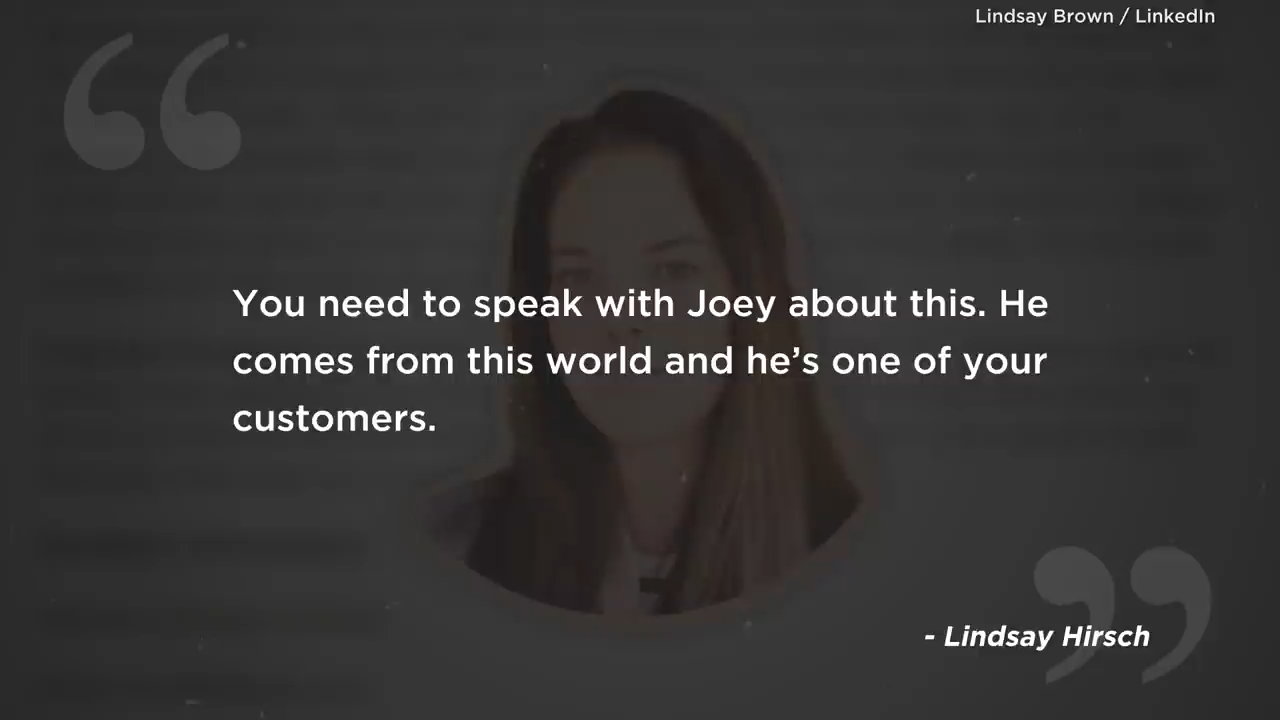 Lindsay Brown / LinkedIn
You need to speak with Joey about this. He
comes from this world and he’s one of your
customers.
- Lindsay Hirsch